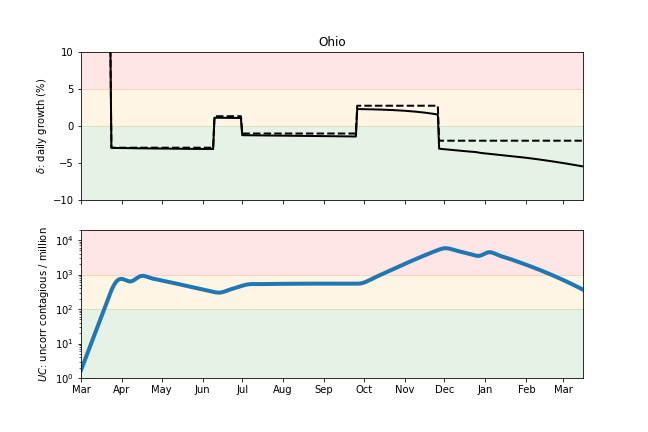 Ohio
δ: daily growth (%)
10
5
0
−5
−10
UC: uncorr contagious / million
10⁴
10³
10²
10¹
10⁰
Mar Apr May Jun Jul Aug Sep Oct Nov Dec Jan Feb Mar